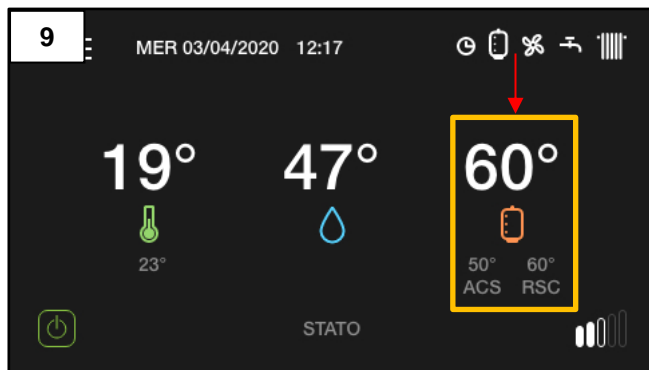 9
MER 03/04/2020 12:17
19° 47° 60°
23° 50° 60°
ACS RSC
STATO